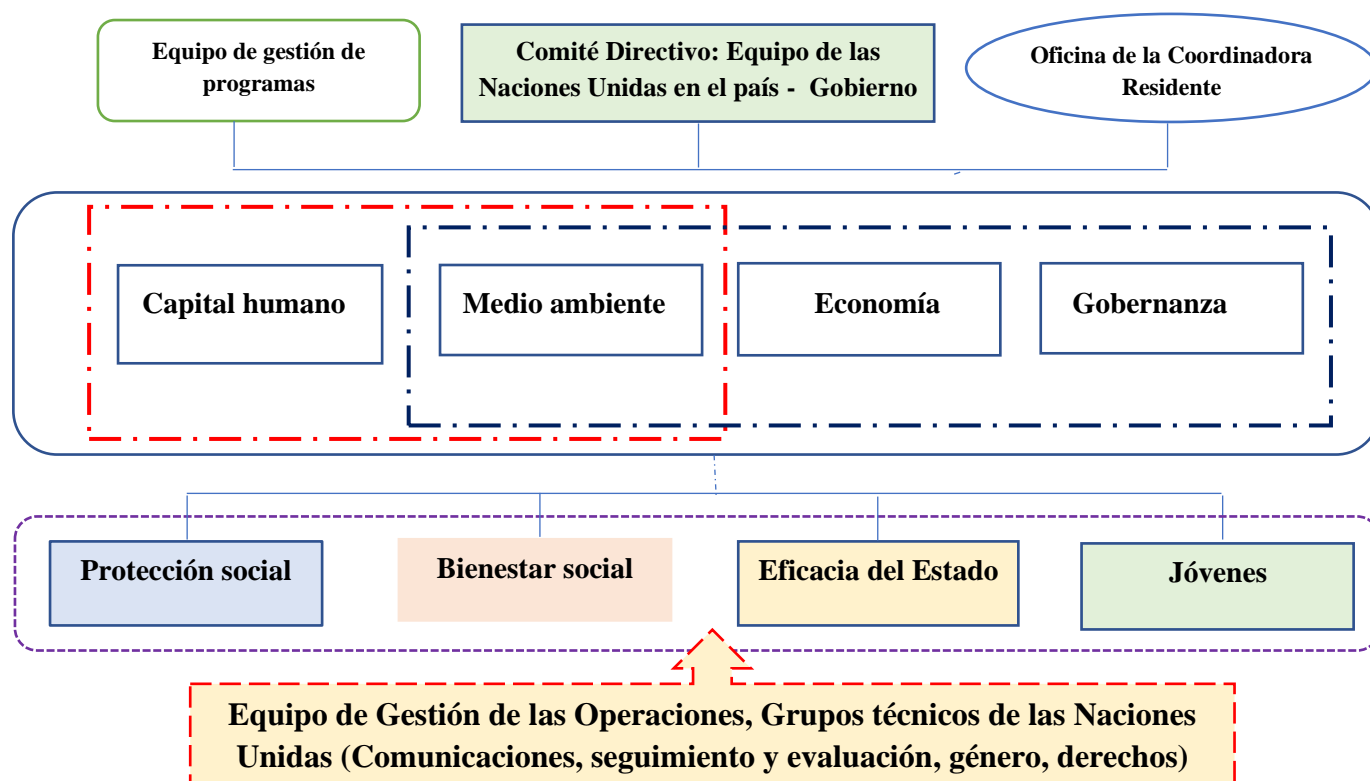 Equipo de gestión de
programas
Comité Directivo: Equipo de las
Naciones Unidas en el país - Gobierno
Oficina de la Coordinadora
Residente
Capital humano
Medio ambiente
Economía
Gobernanza
Protección social
Bienestar social
Eficacia del Estado
Jóvenes
Equipo de Gestión de las Operaciones, Grupos técnicos de las Naciones
Unidas (Comunicaciones, seguimiento y evaluación, género, derechos)